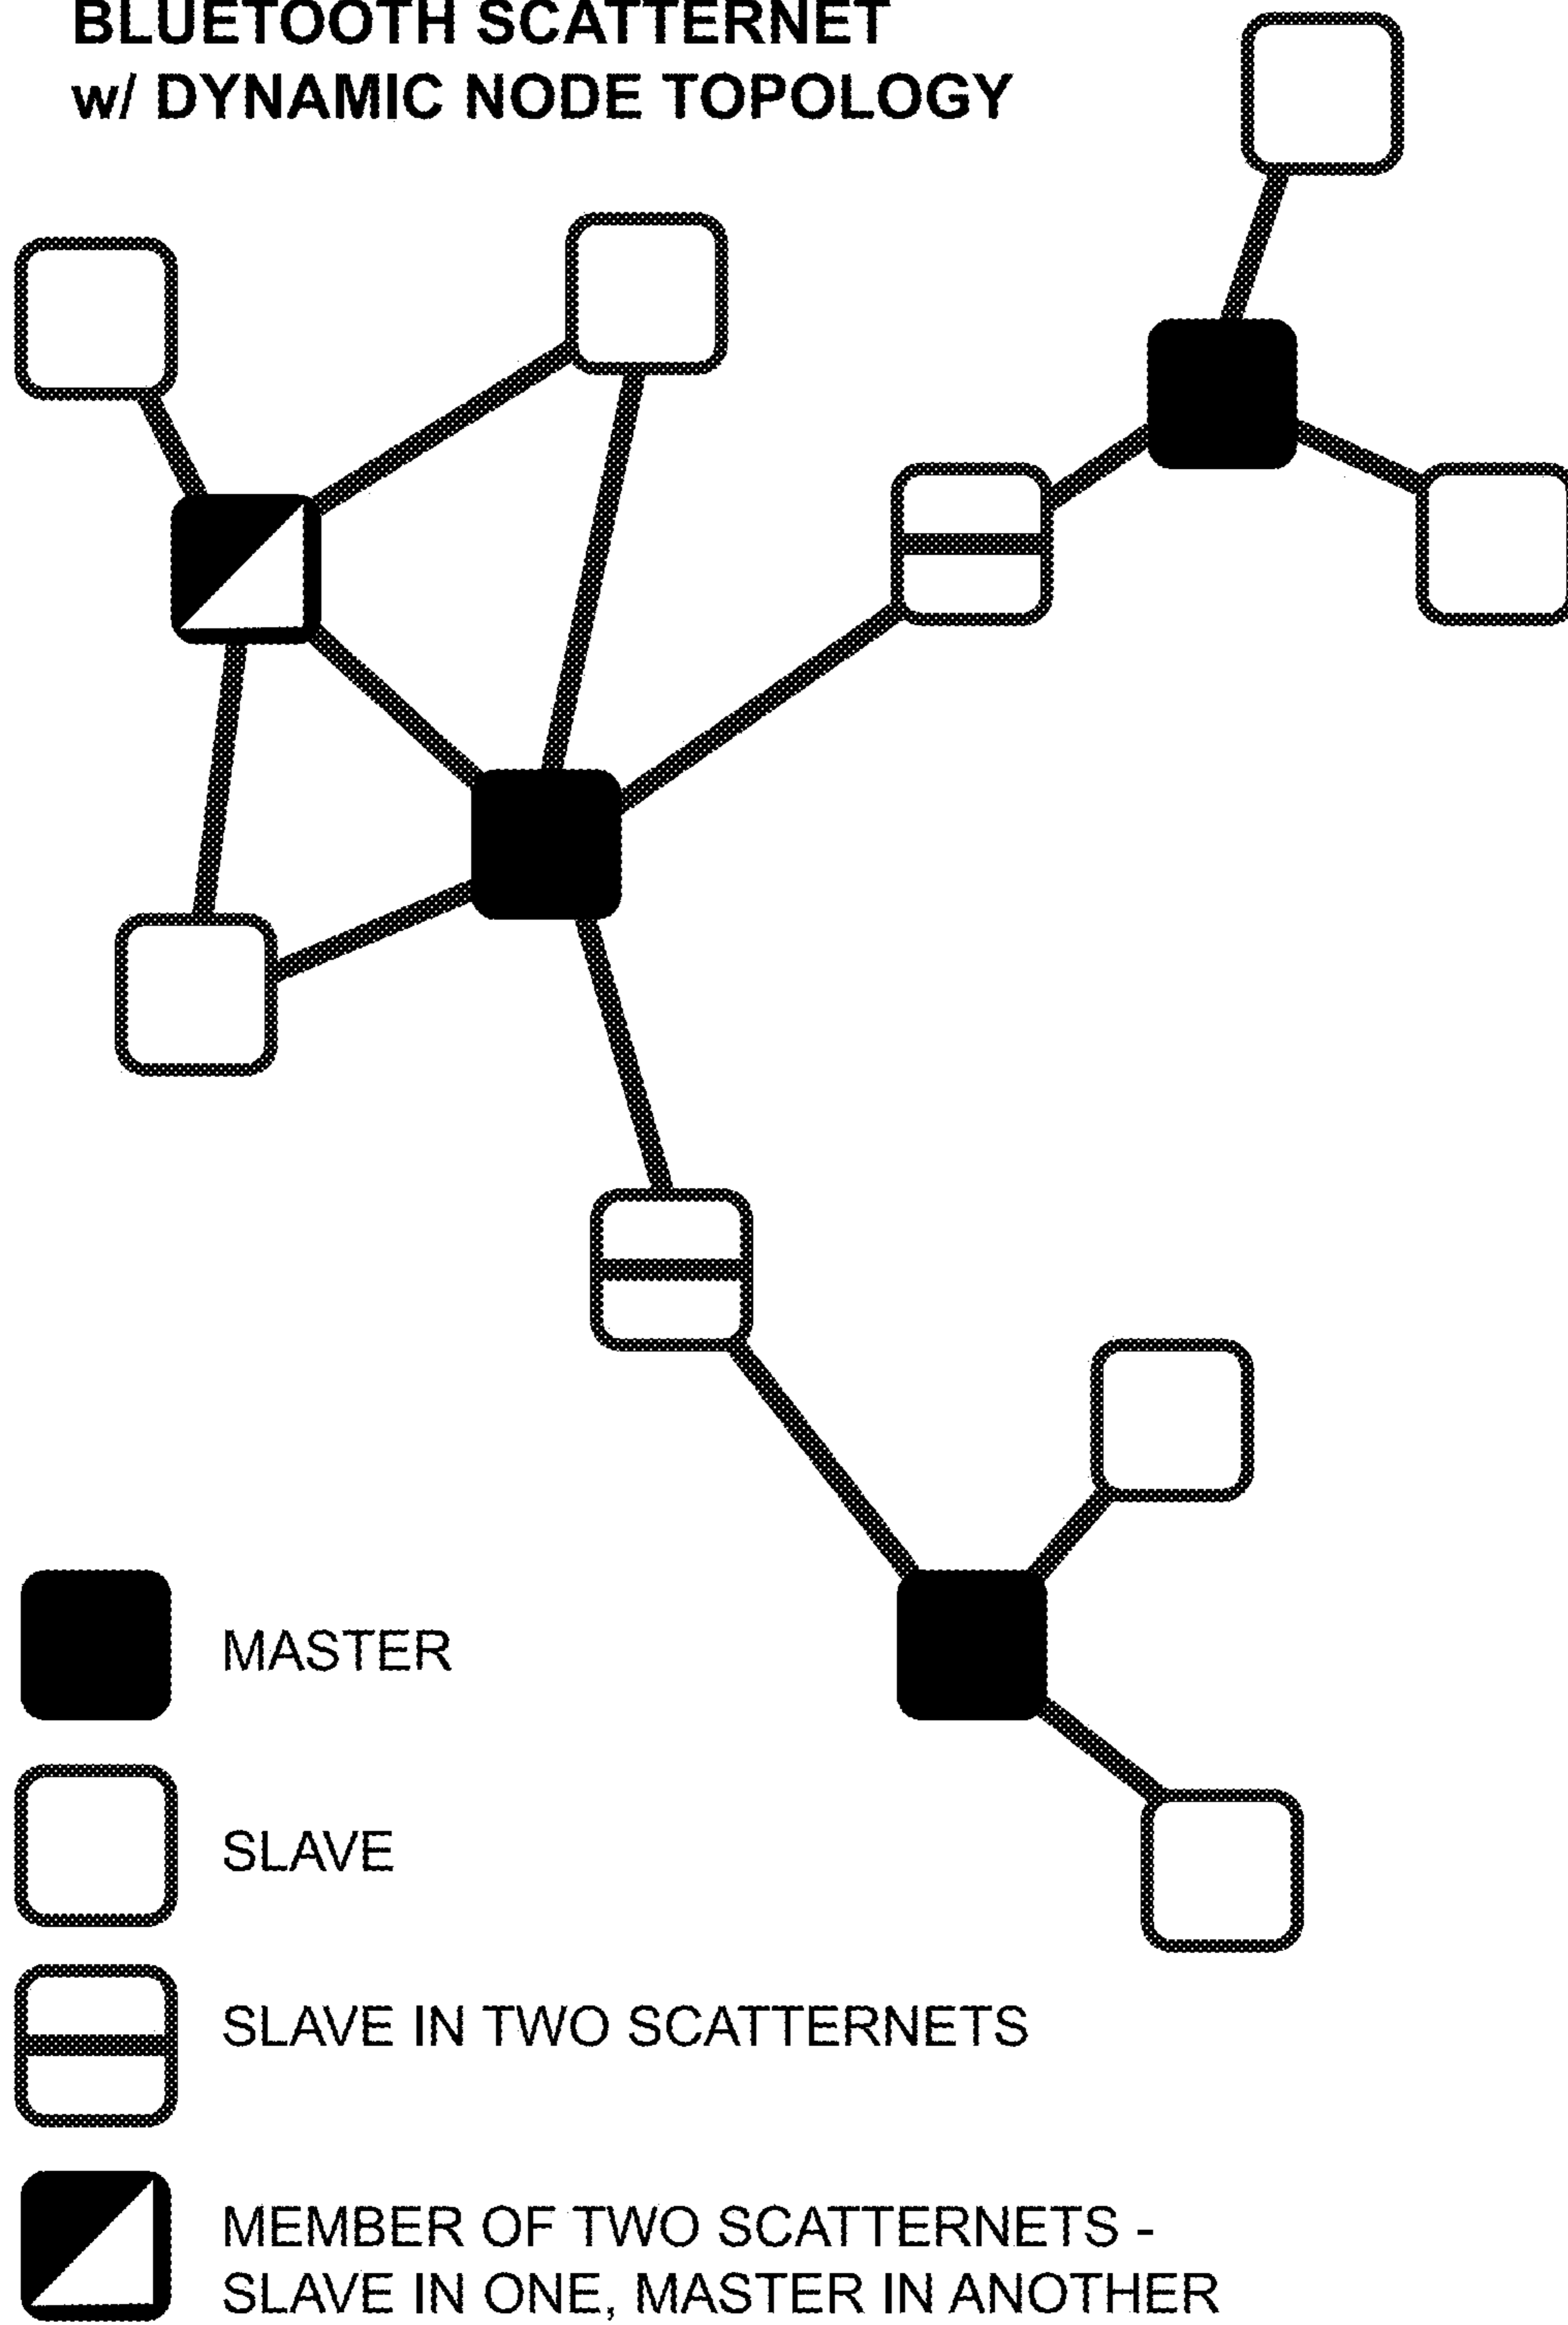 BLUETOOTH SCATTERNET
w/ DYNAMIC NODE TOPOLOGY
MASTER
SLAVE
SLAVE IN TWO SCATTERNETS
MEMBER OF TWO SCATTERNETS -
SLAVE IN ONE, MASTER IN ANOTHER